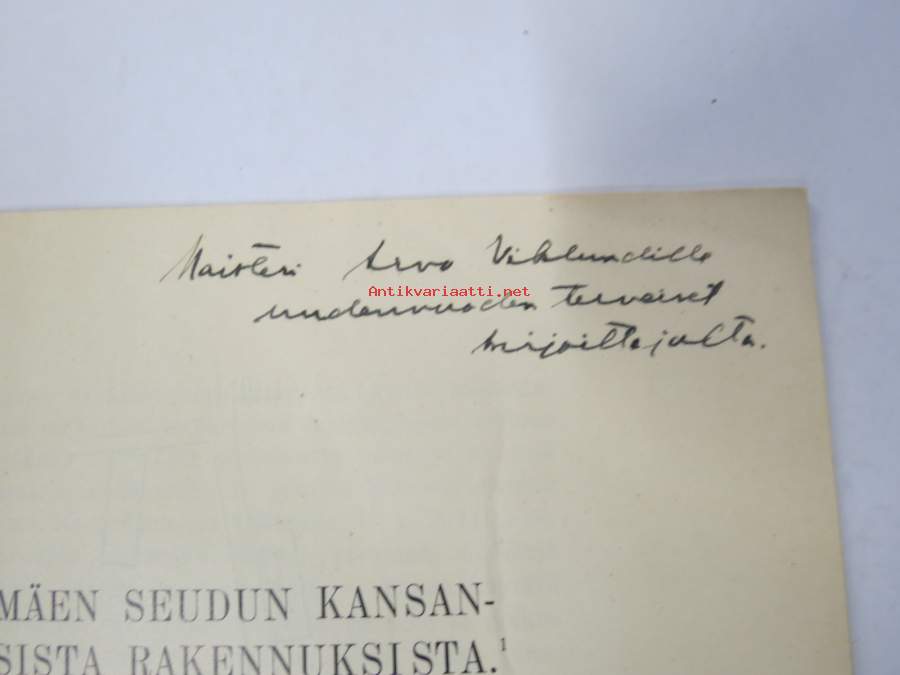 Maisteri Arvo Viklundille
Antikvariaatti.net
uudenvuoden terveiset
kirjoittajalta.
MÄEN SEUDUN KANSAN-
SISTA RAKENNUKSISTA.¹